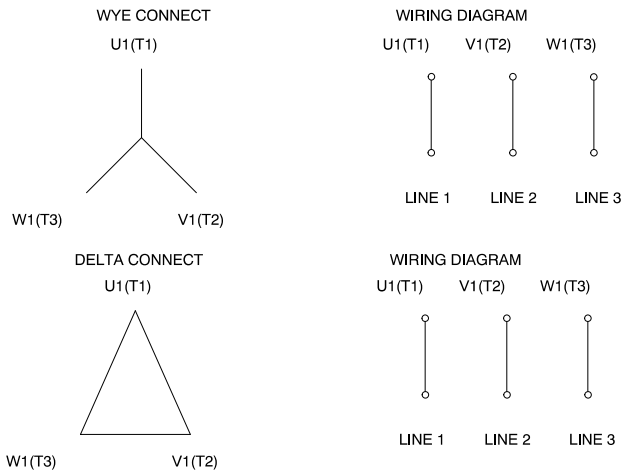 WYE CONNECT
WIRING DIAGRAM
U1(T1)
U1(T1) V1(T2) W1(T3)
LINE 1 LINE 2 LINE 3
W1(T3) V1(T2)
DELTA CONNECT
WIRING DIAGRAM
U1(T1)
U1(T1) V1(T2) W1(T3)
LINE 1 LINE 2 LINE 3
W1(T3) V1(T2)